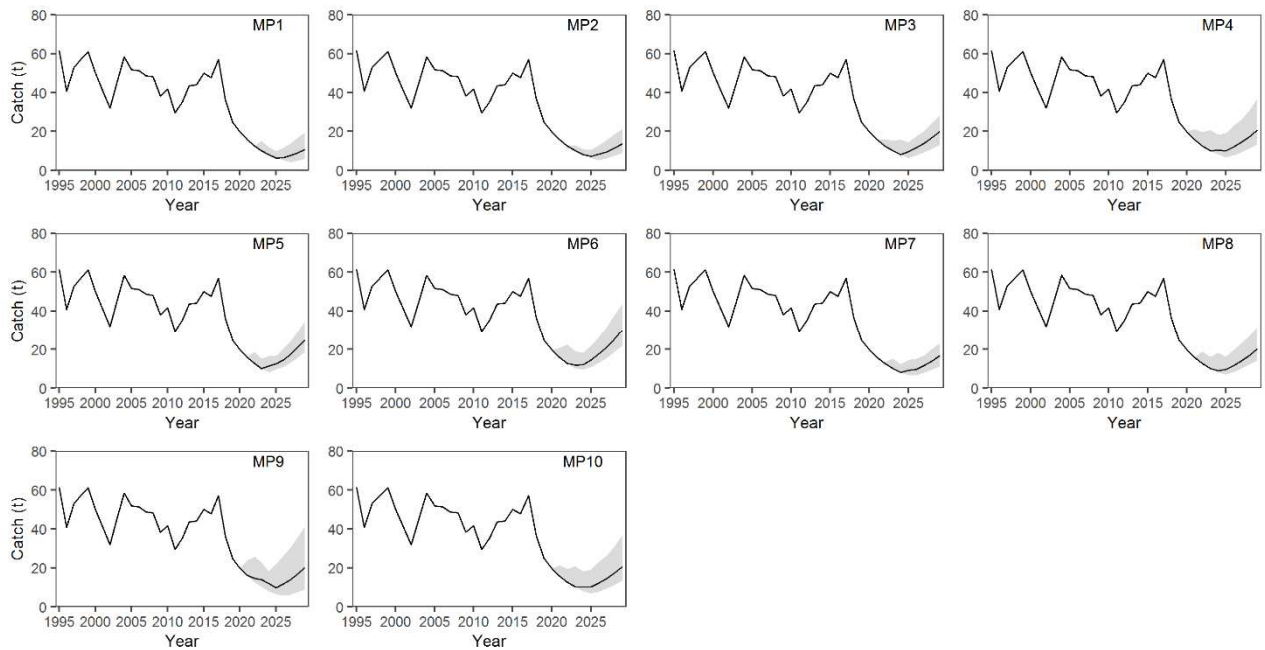 MP1 MP2 MP3 MP4
80 80 80 80
60 60 60 60
40 40 40 40
20 20 20 20
0 0 0 0
Catch (t)
1995 2000 2005 2010 2015 2020 2025 1995 2000 2005 2010 2015 2020 2025 1995 2000 2005 2010 2015 2020 2025 1995 2000 2005 2010 2015 2020 2025
Year Year Year Year
MP5 MP6 MP7 MP8
80 80 80 80
60 60 60 60
40 40 40 40
20 20 20 20
0 0 0 0
Catch (t)
1995 2000 2005 2010 2015 2020 2025 1995 2000 2005 2010 2015 2020 2025 1995 2000 2005 2010 2015 2020 2025 1995 2000 2005 2010 2015 2020 2025
Year Year Year Year
MP9 MP10
80 80
60 60
40 40
20 20
0 0
Catch (t)
1995 2000 2005 2010 2015 2020 2025 1995 2000 2005 2010 2015 2020 2025
Year Year